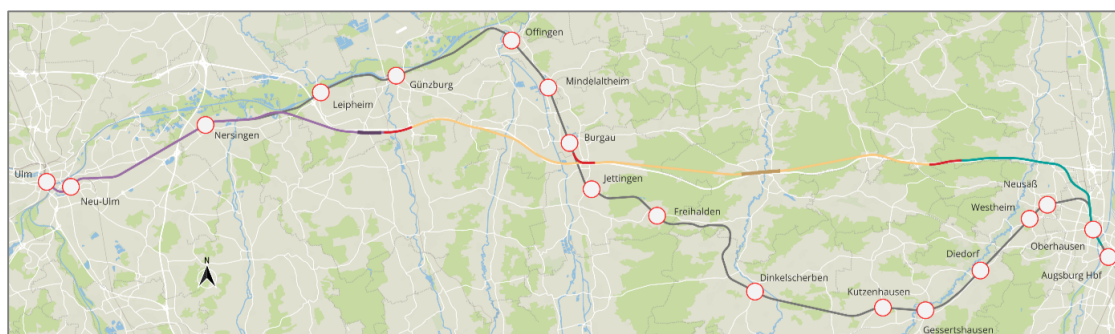 Offingen
Günzburg
Mindelaltheim
Leipheim
Nersingen
Burgau
Ulm
Neu-Ulm
Jettingen
Neusäß
Westheim
Freihalden
Oberhausen
Diedorf
N
Augsburg Hbf
Dinkelscherben
Kutzenhausen
Gessertshausen